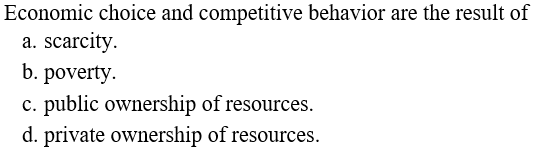 Economic choice and competitive behavior are the result of
a. scarcity.
b. poverty.
c. public ownership of resources.
d. private ownership of resources.